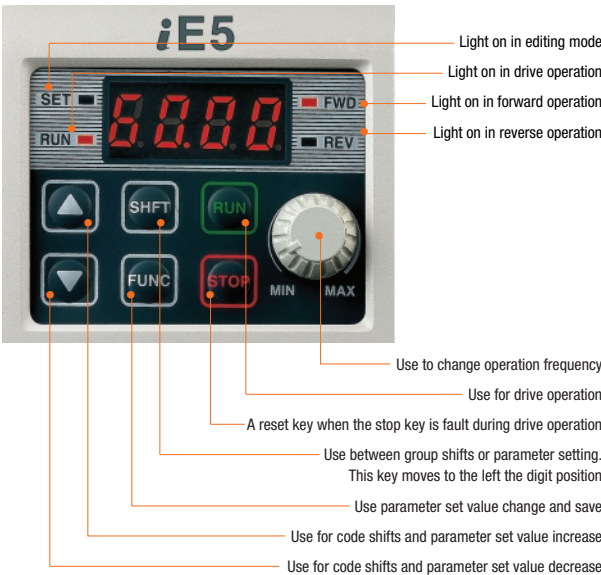 iE5
Light on in editing mode
Light on in drive operation
SET
60.00
FWD
Light on in forward operation
RUN
REV
Light on in reverse operation
SHFT
RUN
FUNC
STOP
MIN
MAX
Use to change operation frequency
Use for drive operation
A reset key when the stop key is fault during drive operation
Use between group shifts or parameter setting.
This key moves to the left the digit position
Use parameter set value change and save
Use for code shifts and parameter set value increase
Use for code shifts and parameter set value decrease